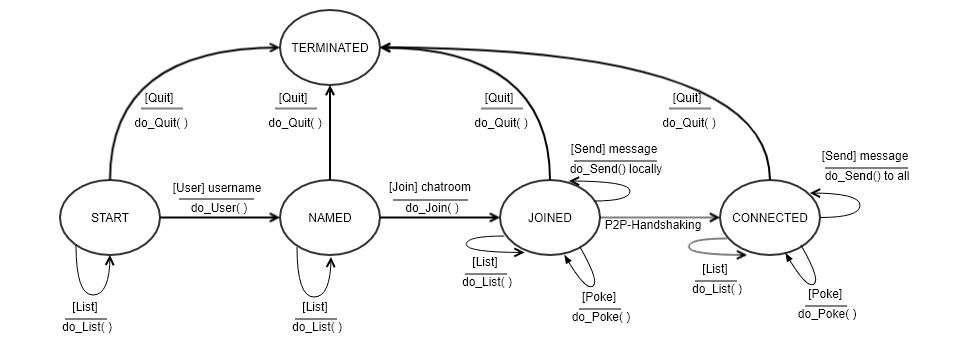 TERMINATED
[Quit]
do_Quit( )
[Quit]
do_Quit( )
[Quit]
do_Quit( )
[Quit]
do_Quit( )
[Send] message
do_Send() locally
[Send] message
do_Send() to all
[User] username
do_User( )
[Join] chatroom
do_Join( )
START
NAMED
JOINED
P2P-Handshaking
CONNECTED
[List]
do_List( )
[List]
do_List( )
[List]
do_List( )
[Poke]
do_Poke( )
[List]
do_List( )
[Poke]
do_Poke( )